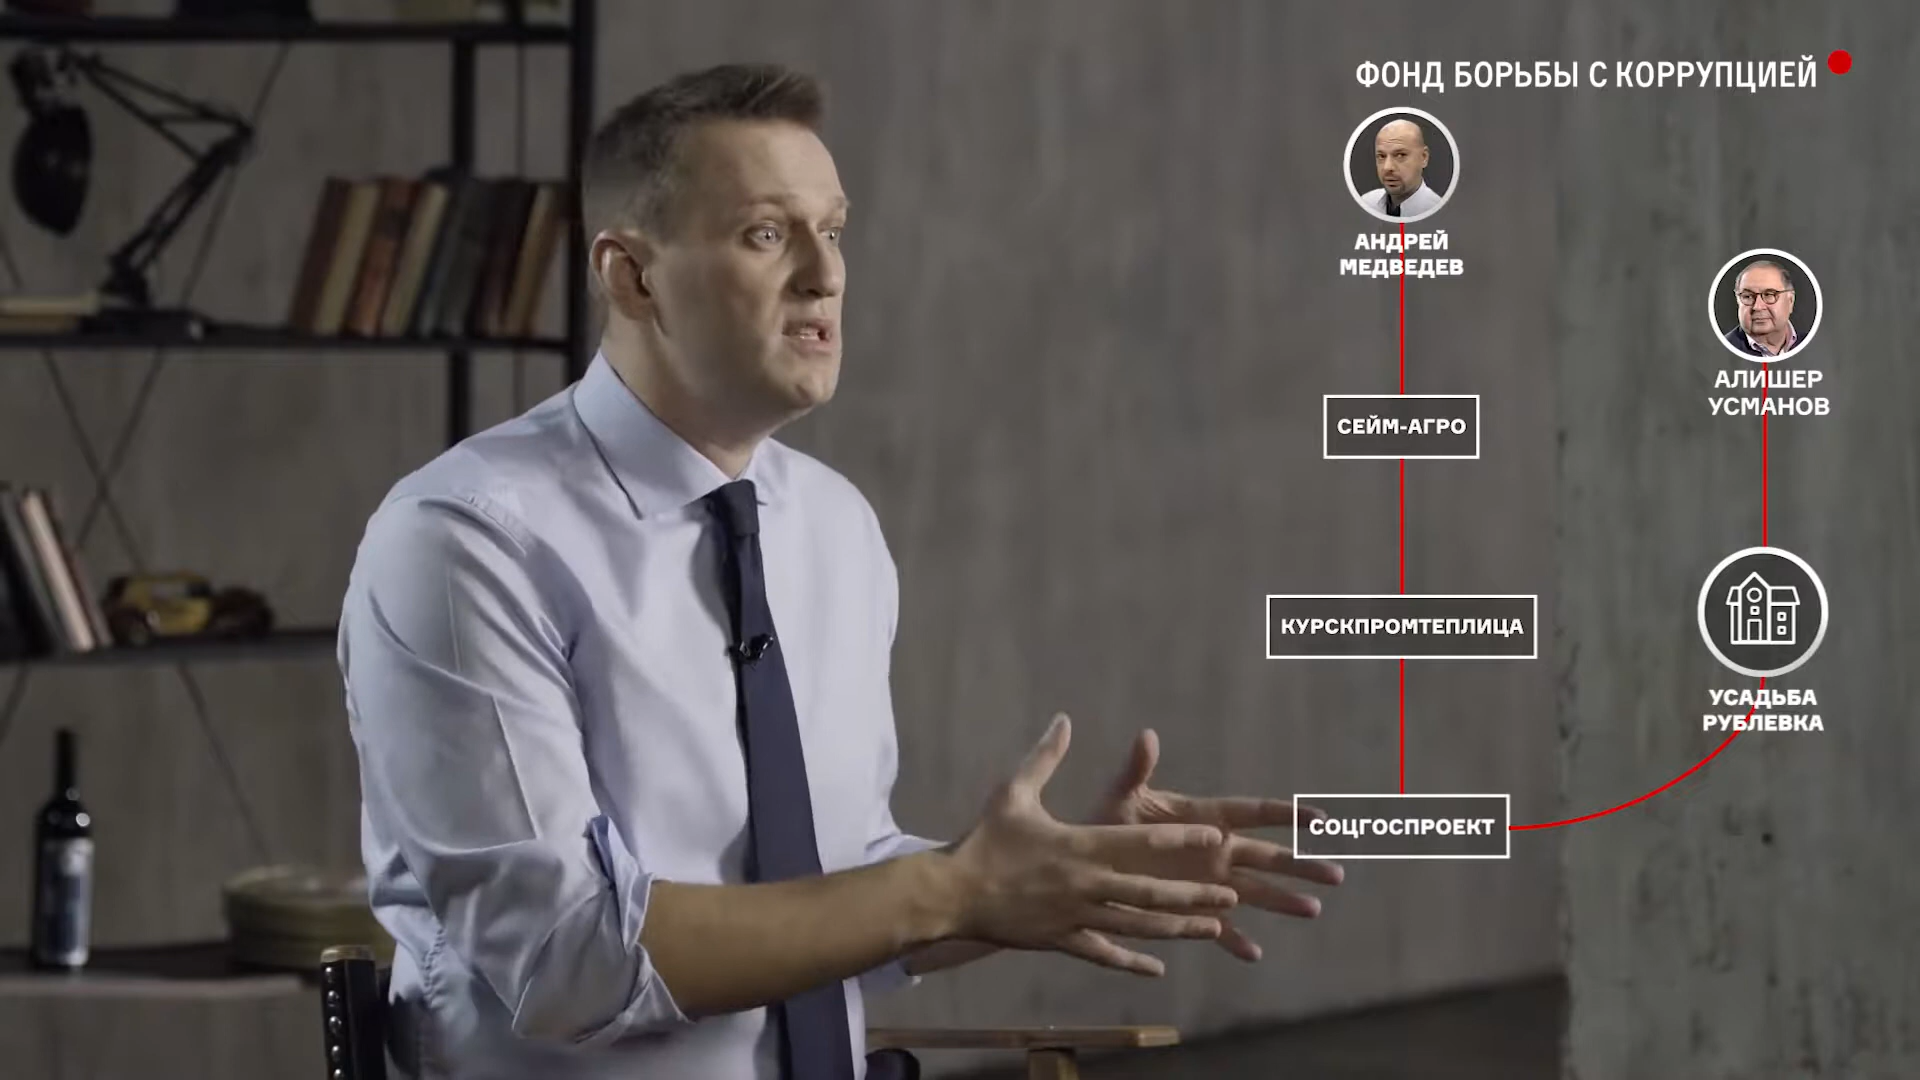 ФОНД БОРЬБЫ С КОРРУПЦИЕЙ
АНДРЕЙ
МЕДВЕДЕВ
АЛИШЕР
УСМАНОВ
СЕЙМ-АГРО
КУРСКПРОМТЕПЛИЦА
УСАДЬБА
РУБЛЕВКА
СОЦГОСПРОЕКТ